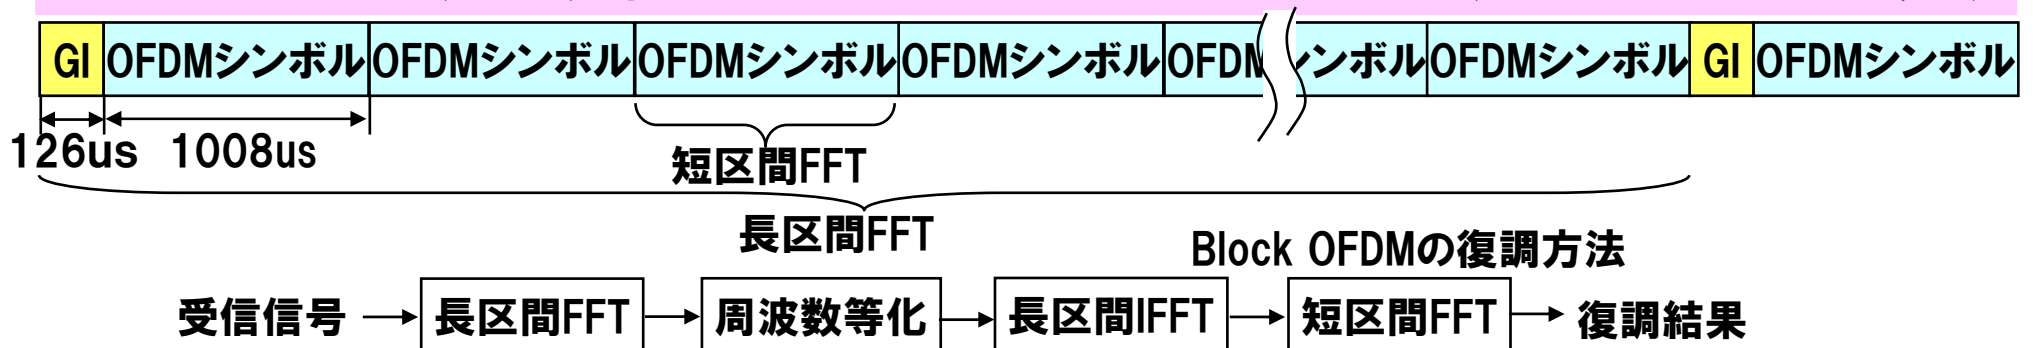 GI OFDMシンボル OFDMシンボル OFDMシンボル OFDMシンボル OFDMシンボル OFDMシンボル GI OFDMシンボル
126us 1008us
短区間FFT
長区間FFT
Block OFDMの復調方法
受信信号 長区間FFT 周波数等化 長区間IFFT 短区間FFT 復調結果